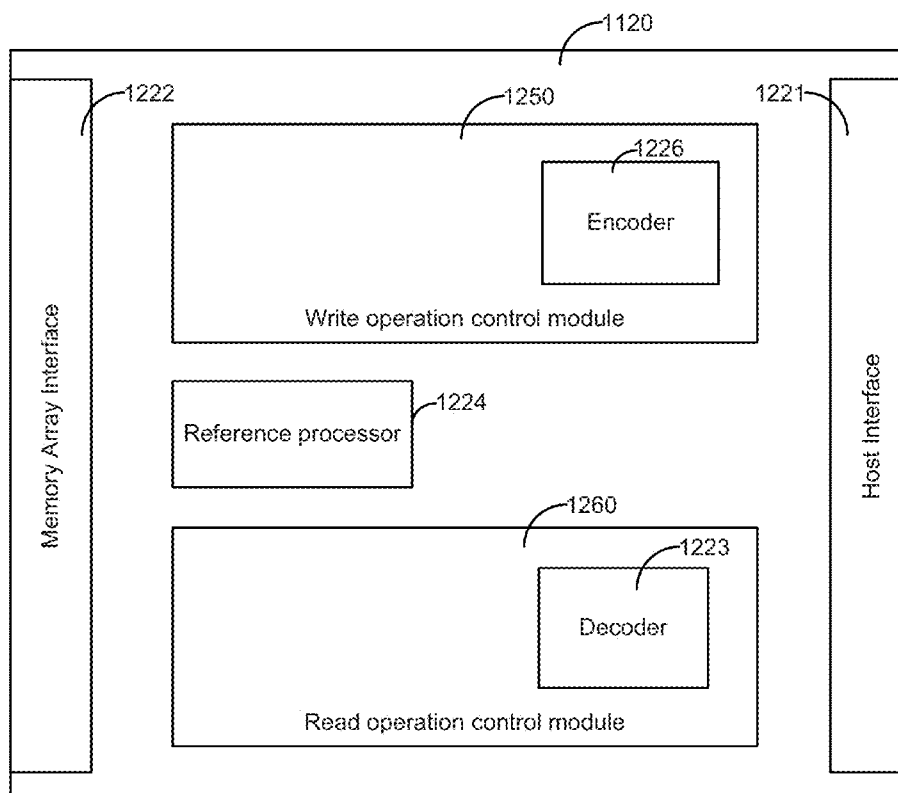 1120
1222
1250
1221
1226
Encoder
Write operation control module
Memory Array Interface
Host Interface
1224
Reference processor
1260
1223
Decoder
Read operation control module